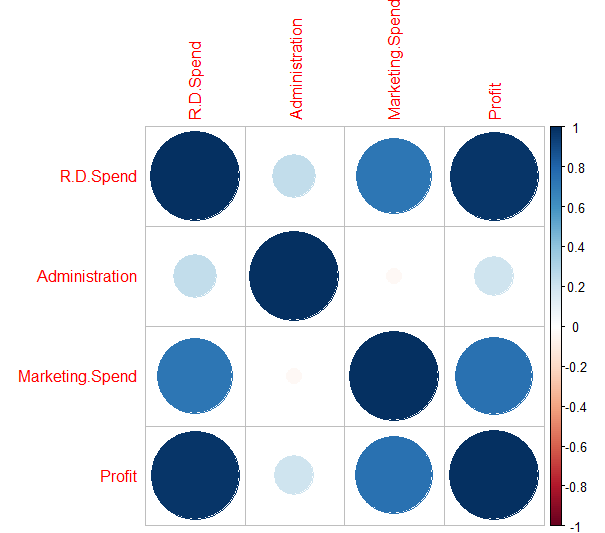 R.D.Spend
Administration
Marketing.Spend
Profit
R.D.Spend
Administration
Marketing.Spend
Profit
1
0.8
0.6
0.4
0.2
0
-0.2
-0.4
-0.6
-0.8
-1